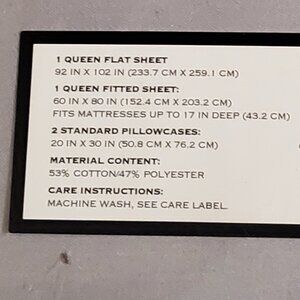 1 QUEEN FLAT SHEET
92 IN X 102 IN (233.7 CM X 259.1 CM)
1 QUEEN FITTED SHEET:
60 IN X 80 IN (152.4 CM X 203.2 CM)
FITS MATTRESSES UP TO 17 IN DEEP (43.2 CM)
2 STANDARD PILLOWCASES:
20 IN X 30 IN (50.8 CM X 76.2 CM)
MATERIAL CONTENT:
53% COTTON/47% POLYESTER
CARE INSTRUCTIONS:
MACHINE WASH, SEE CARE LABEL.